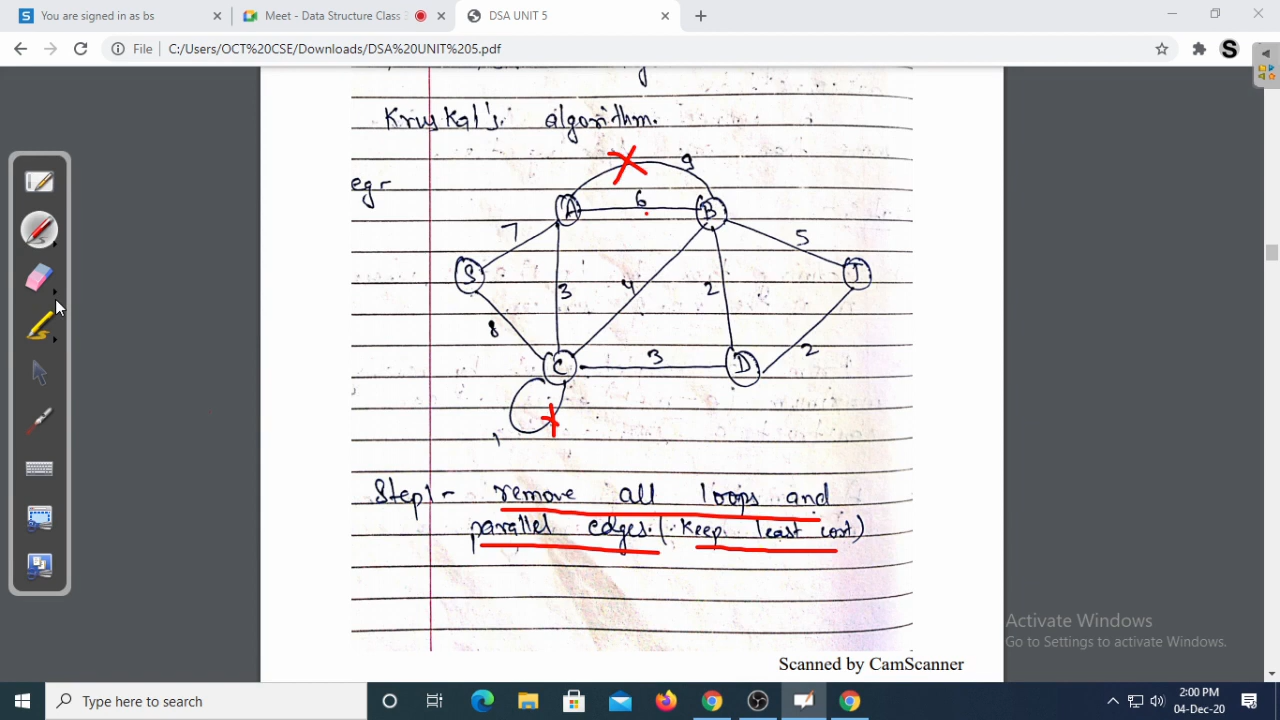 You are signed in as bs
Meet - Data Structure Class
DSA UNIT 5
File
C:/Users/OCT%20CSE/Downloads/DSA%20UNIT%205.pdf
Kruskal's algorithm.
eg-
9
A
6
B
7
5
S
3
4
2
T
8
C
3
D
2
1
Step1- remove all loops and
parallel edges. (keep least cost)
Activate Windows
Go to Settings to activate Windows.
Scanned by CamScanner
Type here to search
2:00 PM
04-Dec-20